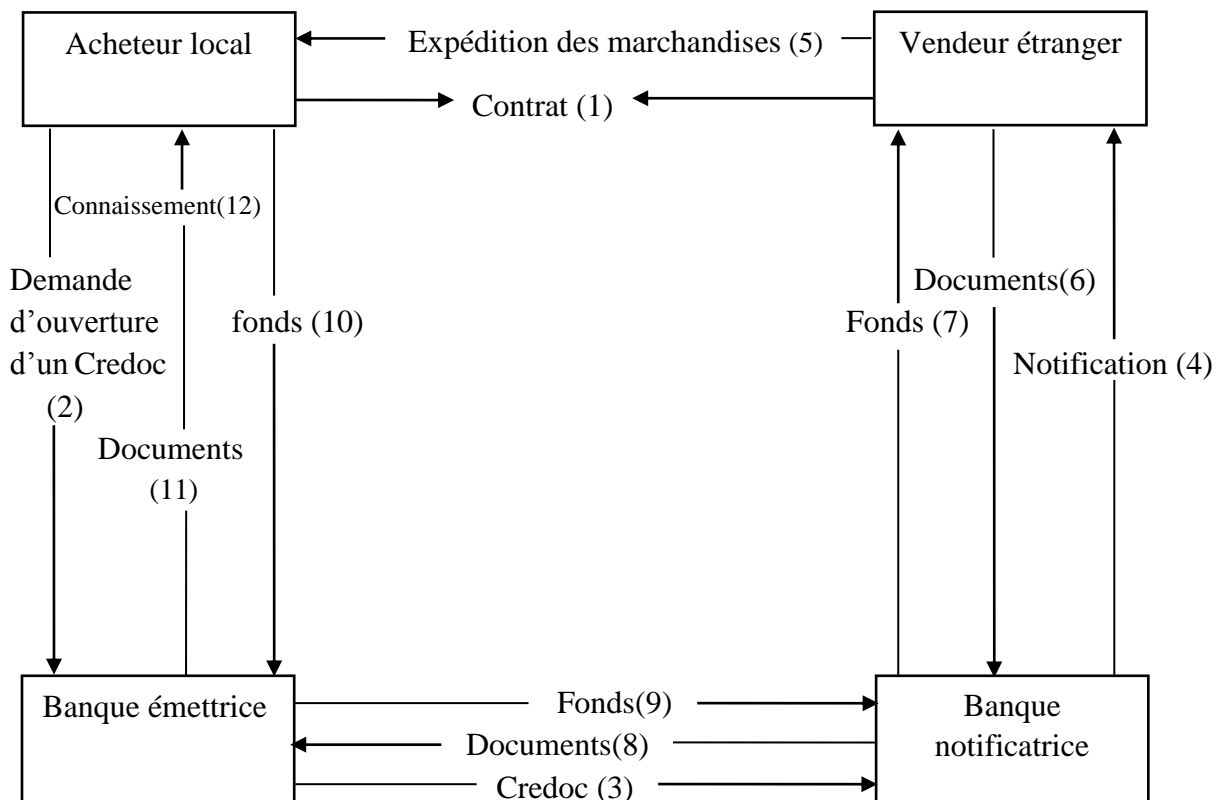 Acheteur local
Expédition des marchandises (5)
Vendeur étranger
Contrat (1)
Connaissement(12)
Demande
d’ouverture
d’un Credoc
(2)
fonds (10)
Documents
(11)
Documents(6)
Fonds (7)
Notification (4)
Banque émettrice
Fonds(9)
Documents(8)
Credoc (3)
Banque
notificatrice